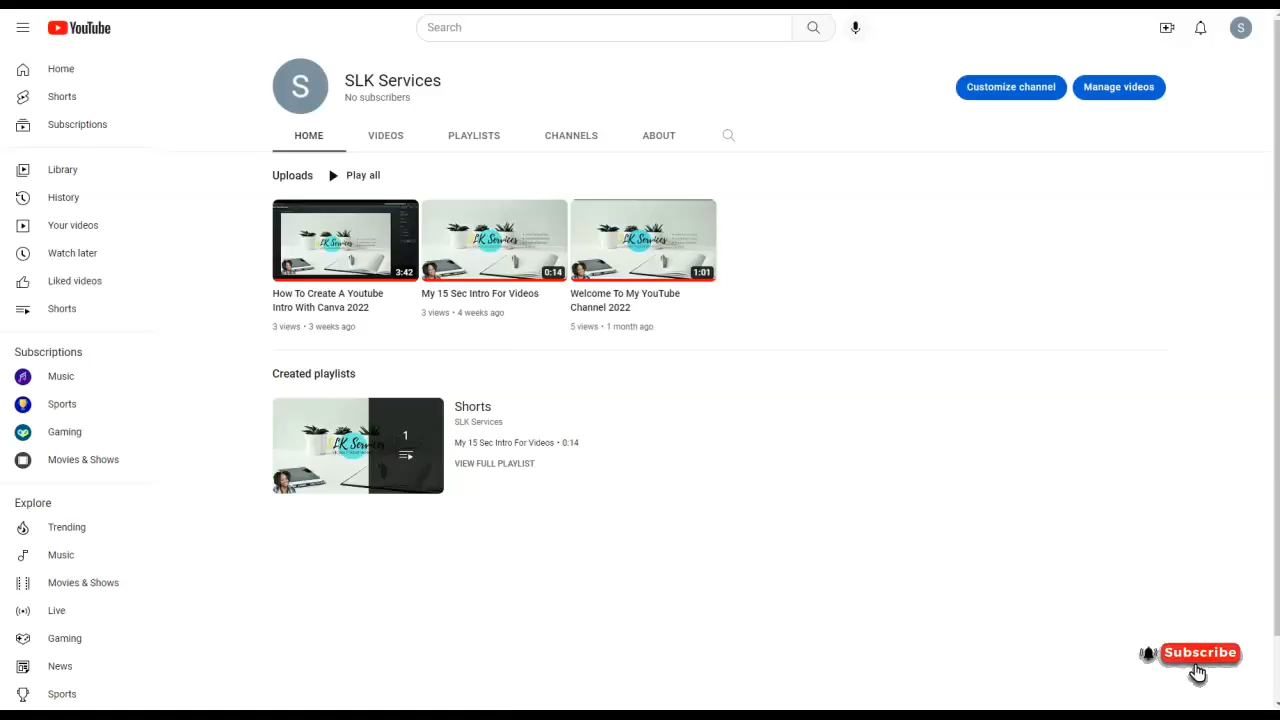 YouTube
Search
S
Home
Shorts
Subscriptions
Library
History
Your videos
Watch later
Liked videos
Shorts
Subscriptions
Music
Sports
Gaming
Movies & Shows
Explore
Trending
Music
Movies & Shows
Live
Gaming
News
Sports
S
SLK Services
No subscribers
Customize channel
Manage videos
HOME VIDEOS PLAYLISTS CHANNELS ABOUT
Uploads Play all
3:42
How To Create A Youtube
Intro With Canva 2022
3 views • 3 weeks ago
0:14
My 15 Sec Intro For Videos
3 views • 4 weeks ago
1:01
Welcome To My YouTube
Channel 2022
5 views • 1 month ago
Created playlists
1
Shorts
SLK Services
My 15 Sec Intro For Videos • 0:14
VIEW FULL PLAYLIST
Subscribe